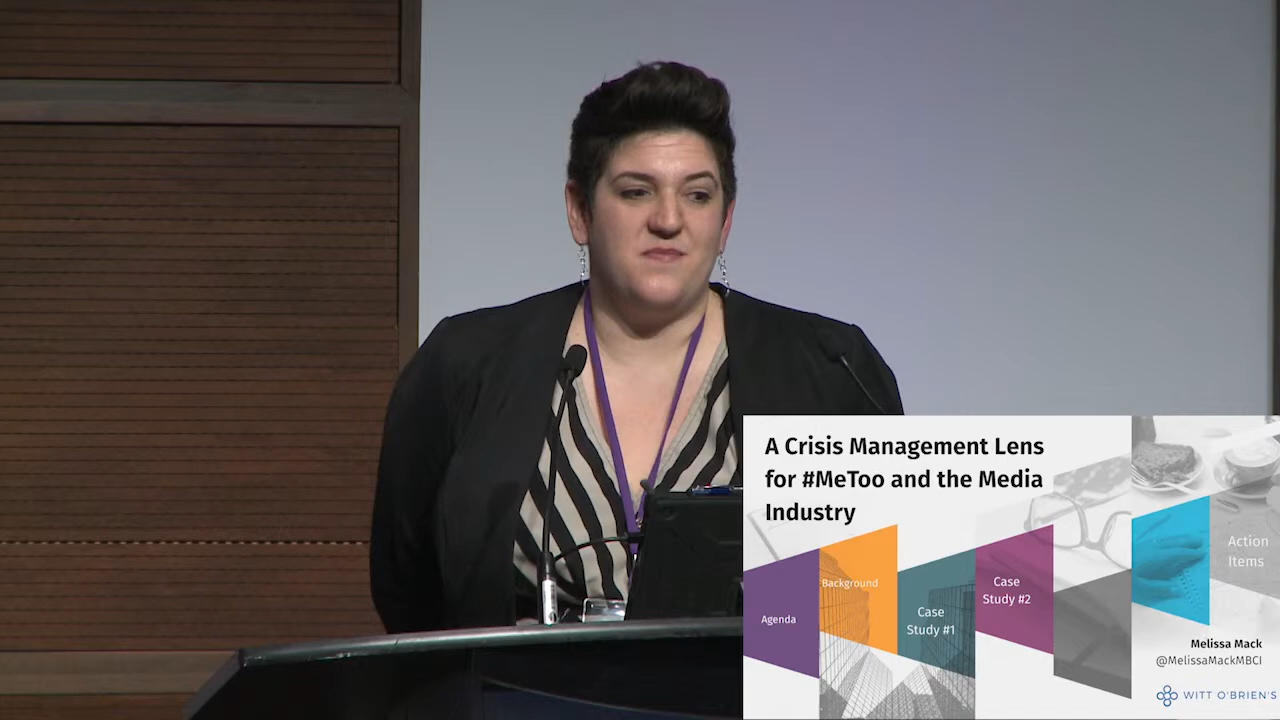 A Crisis Management Lens
for #MeToo and the Media
Industry
Agenda
Background
Case
Study #1
Case
Study #2
Action
Items
Melissa Mack
@MelissaMackMBCI
WITT O'BRIEN'S